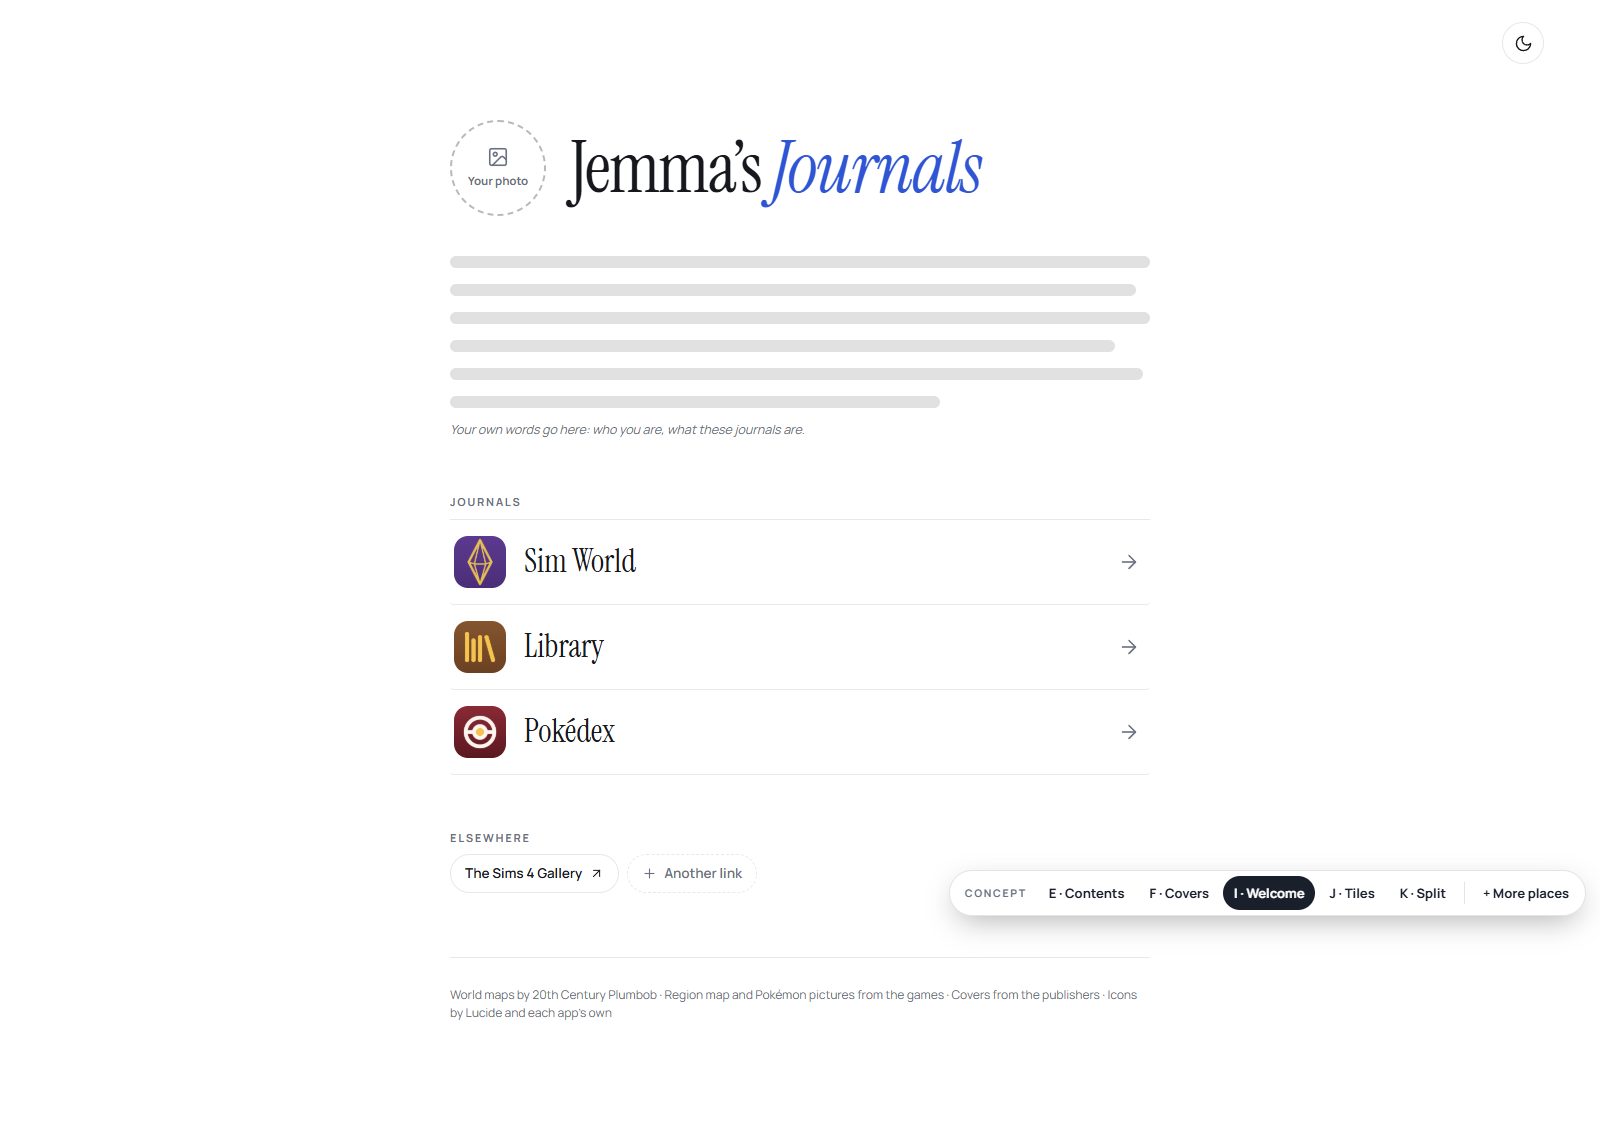 Your photo
Jemma’s Journals
Your own words go here: who you are, what these journals are.
JOURNALS
Sim World
Library
Pokédex
ELSEWHERE
The Sims 4 Gallery
Another link
CONCEPT E · Contents F · Covers I · Welcome J · Tiles K · Split + More places
World maps by 20th Century Plumbob · Region map and Pokémon pictures from the games · Covers from the publishers · Icons
by Lucide and each app’s own